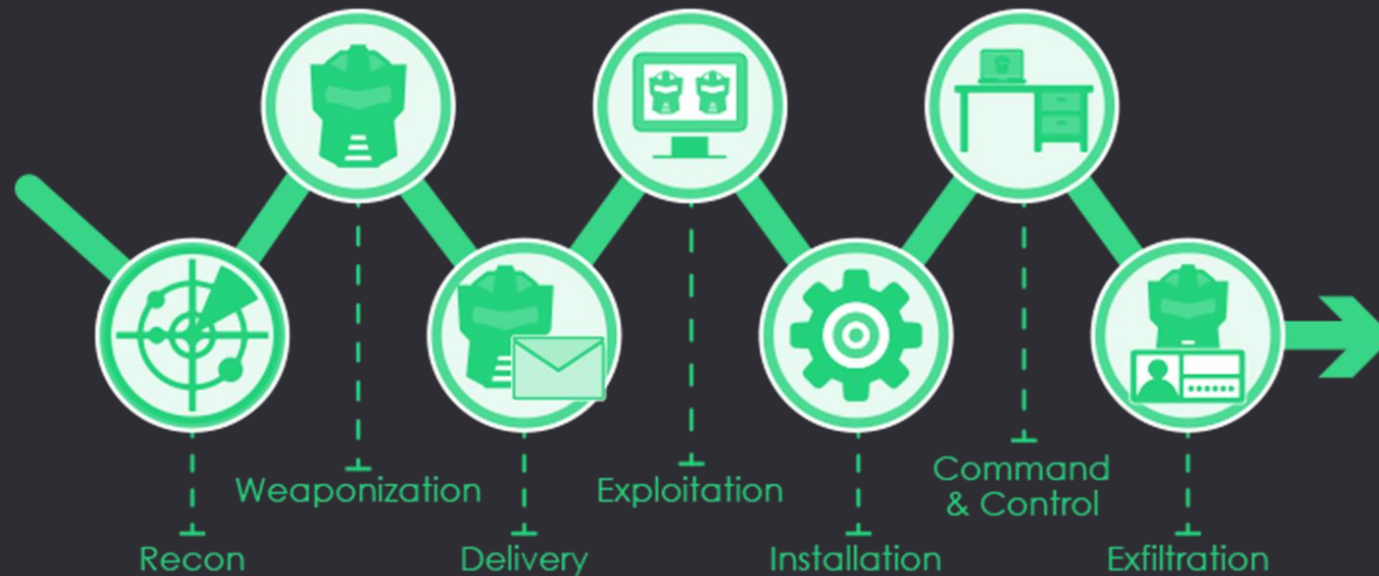 Recon
Weaponization
Delivery
Exploitation
Installation
Command
& Control
Exfiltration